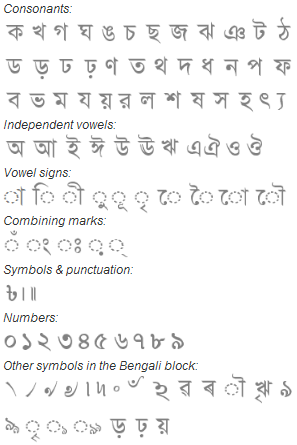 Consonants:
ক খ গ ঘ ঙ চ ছ জ ঝ ঞ ট ঠ
ড ড় ঢ ঢ় ণ ত থ দ ধ ন প ফ
ব ভ ম য য় র ল শ ষ স হ ৎ ্য
Independent vowels:
অ আ ই ঈ উ ঊ ঋ এ ঐ ও ঔ
Vowel signs:
া ি ী ু ূ ৃ ে ৈ ো ৌ
Combining marks:
ঁ ং ঃ ় ্
Symbols & punctuation:
৳ । ॥
Numbers:
০ ১ ২ ৩ ৪ ৫ ৬ ৭ ৮ ৯
Other symbols in the Bengali block:
৴ ৵ ৶ ৷ ৸ ৹ ৺ ঽ ৱ ৰ ৗ ৠ ঌ
ৡ ৄ ৢ ৣ ড় ঢ় য়